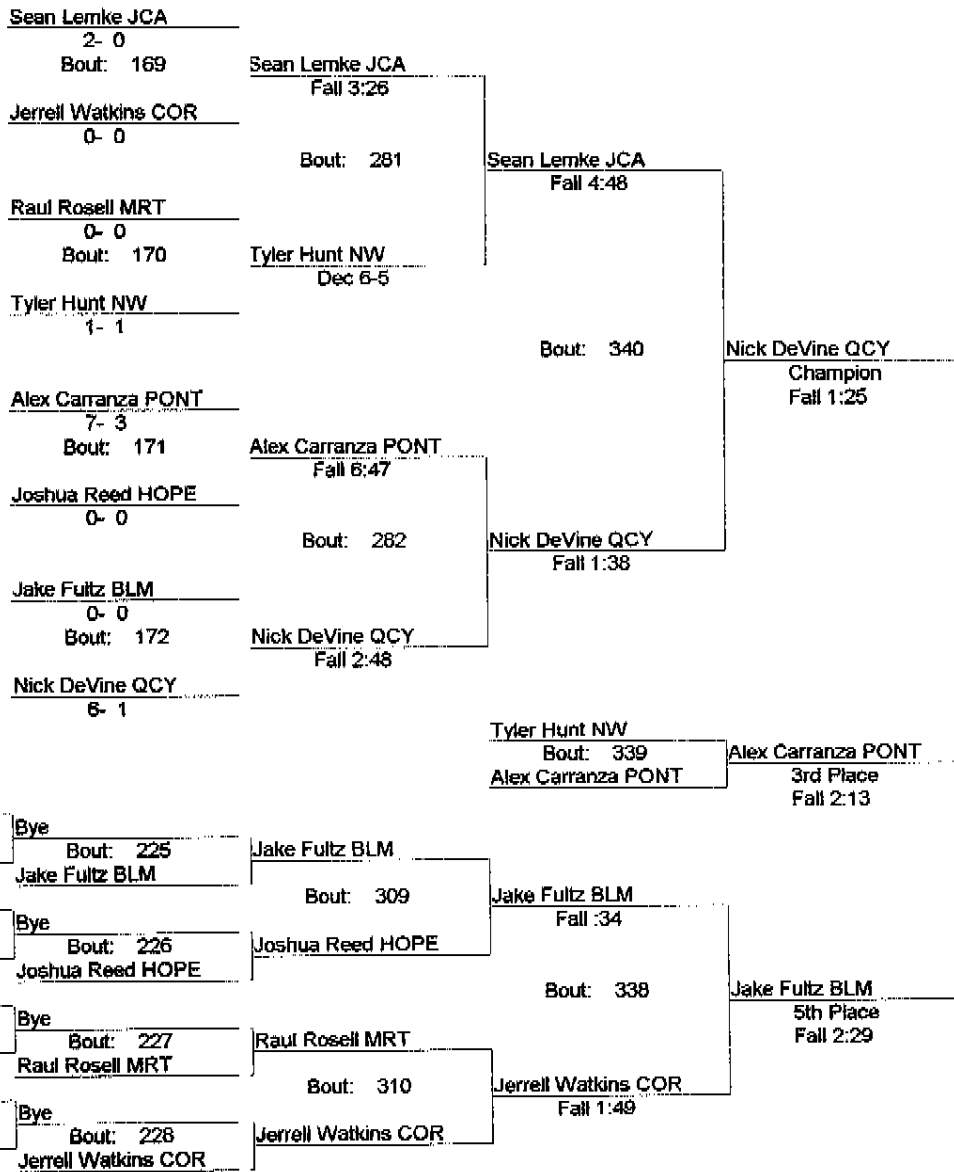 Sean Lemke JCA
2- 0
Bout: 169
Sean Lemke JCA
Fall 3:26
Jerrell Watkins COR
0- 0
Bout: 281
Sean Lemke JCA
Fall 4:48
Raul Rosell MRT
0- 0
Bout: 170
Tyler Hunt NW
Dec 6-5
Tyler Hunt NW
1- 1
Bout: 340
Nick DeVine QCY
Champion
Fall 1:25
Alex Carranza PONT
7- 3
Bout: 171
Alex Carranza PONT
Fall 6:47
Joshua Reed HOPE
0- 0
Bout: 282
Nick DeVine QCY
Fall 1:38
Jake Fultz BLM
0- 0
Bout: 172
Nick DeVine QCY
Fall 2:48
Nick DeVine QCY
6- 1
Tyler Hunt NW
Bout: 339
Alex Carranza PONT
Alex Carranza PONT
3rd Place
Fall 2:13
Bye
Bout: 225
Jake Fultz BLM
Jake Fultz BLM
Bout: 309
Jake Fultz BLM
Fall :34
Bye
Bout: 226
Joshua Reed HOPE
Joshua Reed HOPE
Bout: 338
Jake Fultz BLM
5th Place
Fall 2:29
Bye
Bout: 227
Raul Rosell MRT
Raul Rosell MRT
Bout: 310
Jerrell Watkins COR
Fall 1:49
Bye
Bout: 228
Jerrell Watkins COR
Jerrell Watkins COR